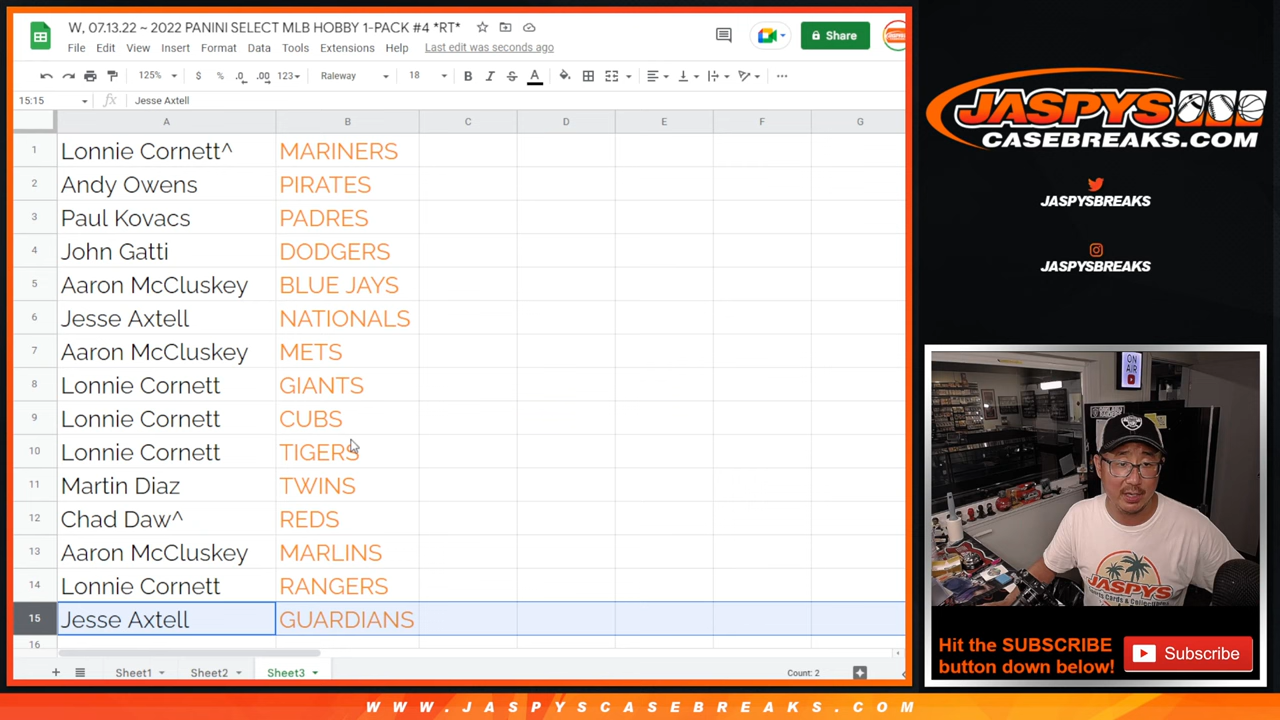 W, 07.13.22 ~ 2022 PANINI SELECT MLB HOBBY 1-PACK #4 *RT*
File Edit View Insert Format Data Tools Extensions Help Last edit was seconds ago
Share
125% $ % .0 .00 123 Raleway 18 B I S A
15:15 fx Jesse Axtell
A B C D E F G
1 Lonnie Cornett^ MARINERS
2 Andy Owens PIRATES
3 Paul Kovacs PADRES
4 John Gatti DODGERS
5 Aaron McCluskey BLUE JAYS
6 Jesse Axtell NATIONALS
7 Aaron McCluskey METS
8 Lonnie Cornett GIANTS
9 Lonnie Cornett CUBS
10 Lonnie Cornett TIGERS
11 Martin Diaz TWINS
12 Chad Daw^ REDS
13 Aaron McCluskey MARLINS
14 Lonnie Cornett RANGERS
15 Jesse Axtell GUARDIANS
16
Sheet1 Sheet2 Sheet3 Count: 2
JASPYS
CASEBREAKS.COM
JASPYSBREAKS
JASPYSBREAKS
ON AIR
JASPYS
Hit the SUBSCRIBE
button down below!
Subscribe
WWW.JASPYSCASEBREAKS.COM